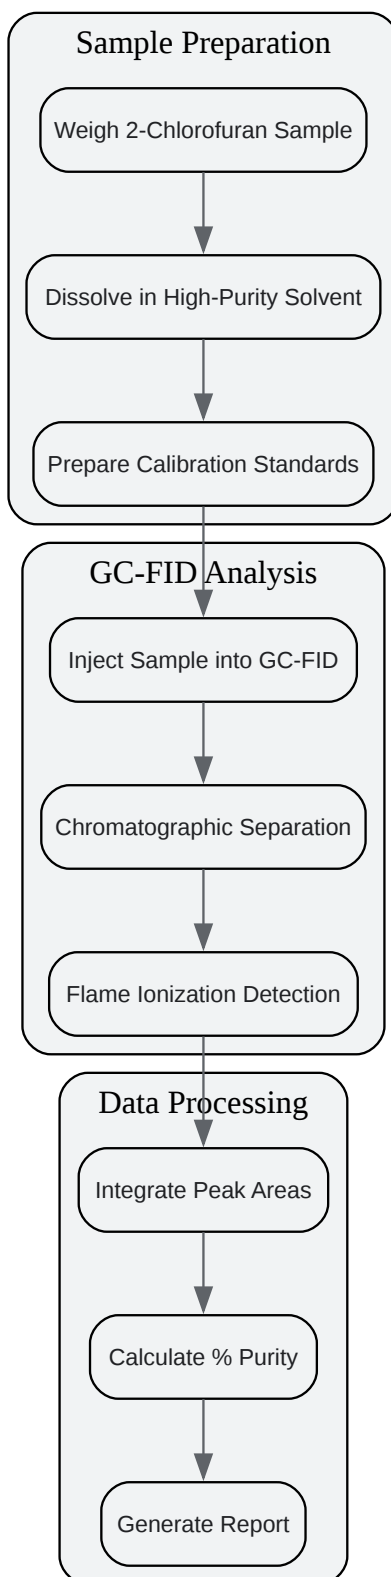 Sample Preparation
Weigh 2-Chlorofuran Sample
Dissolve in High-Purity Solvent
Prepare Calibration Standards
GC-FID Analysis
Inject Sample into GC-FID
Chromatographic Separation
Flame Ionization Detection
Data Processing
Integrate Peak Areas
Calculate % Purity
Generate Report